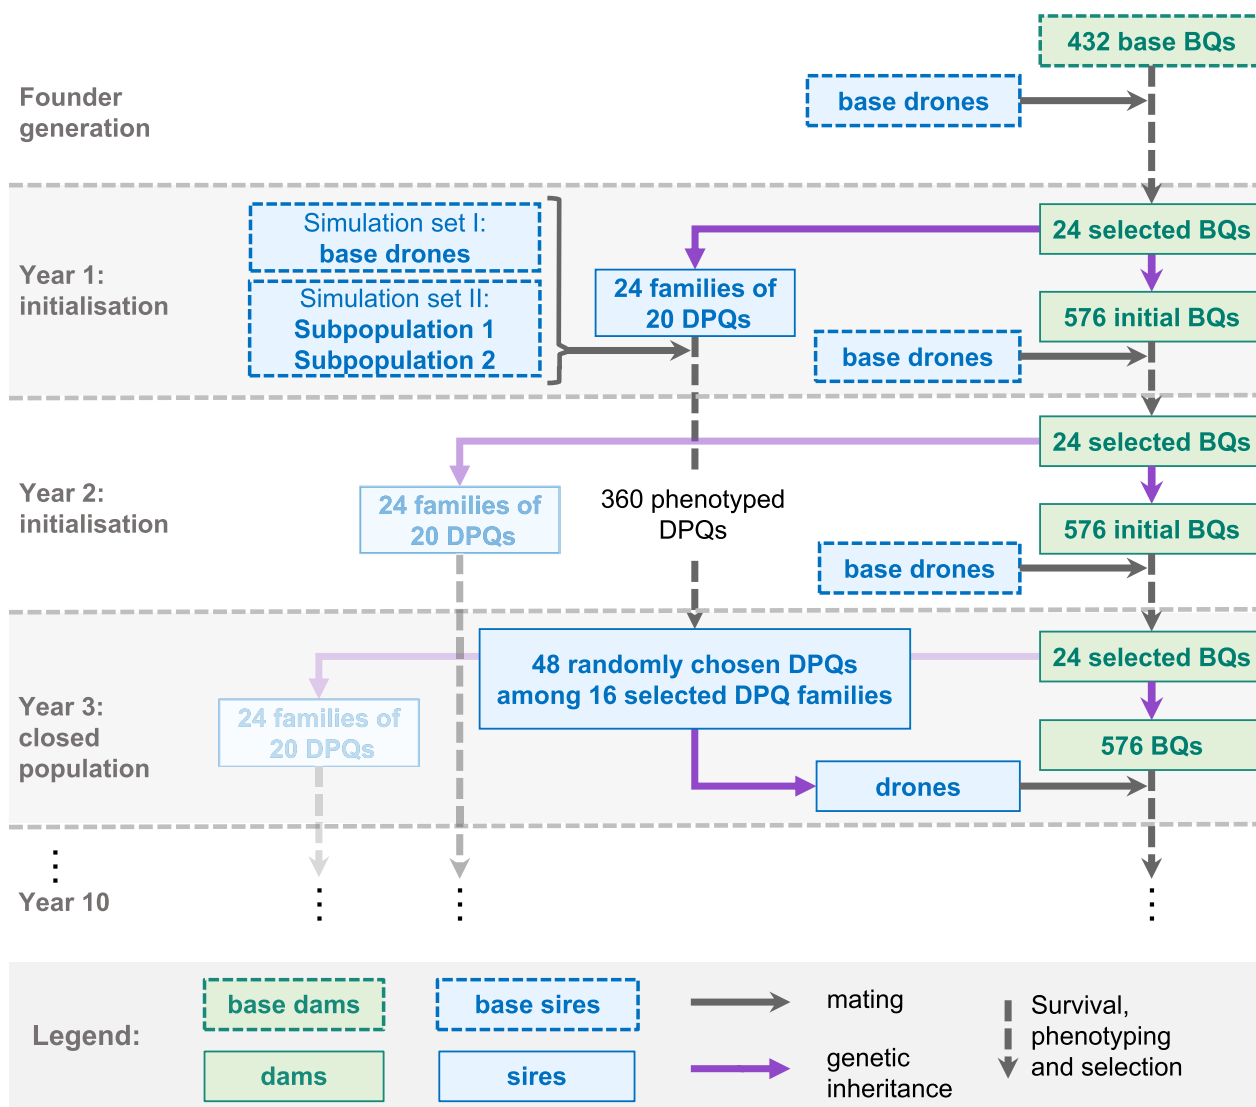 432 base BQs
Founder
generation
base drones
Year 1:
initialisation
Simulation set I:
base drones
Simulation set II:
Subpopulation 1
Subpopulation 2
24 families of
20 DPQs
24 selected BQs
576 initial BQs
base drones
Year 2:
initialisation
24 selected BQs
24 families of
20 DPQs
360 phenotyped
DPQs
576 initial BQs
base drones
Year 3:
closed
population
48 randomly chosen DPQs
among 16 selected DPQ families
24 selected BQs
24 families of
20 DPQs
576 BQs
drones
Year 10
Legend:
base dams
base sires
mating
Survival,
phenotyping
and selection
dams
sires
genetic
inheritance